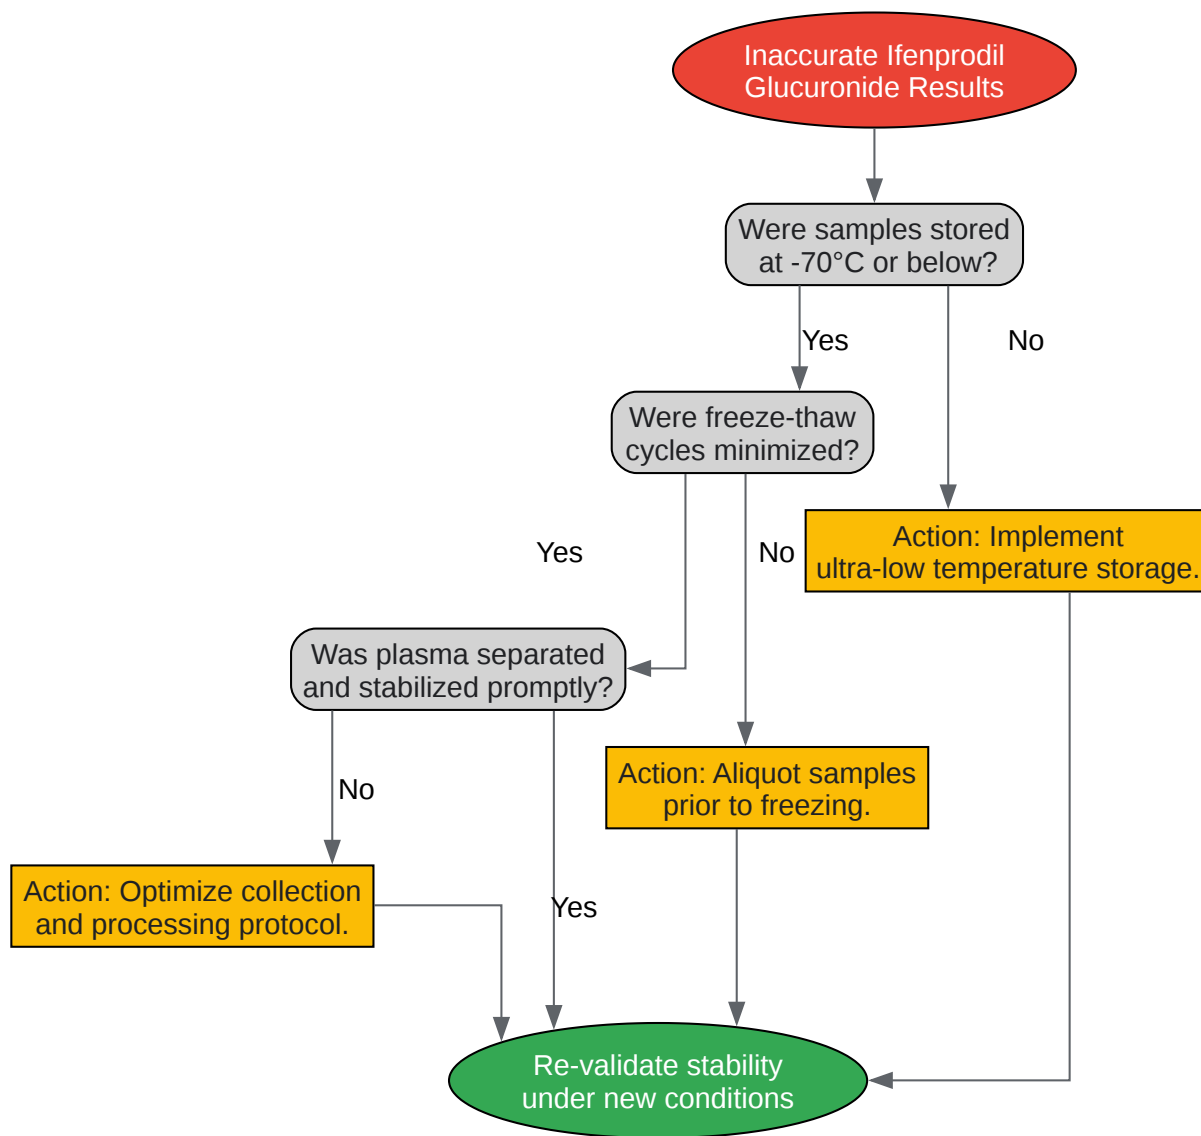 Inaccurate Ifenprodil
Glucuronide Results
Were samples stored
at -70°C or below?
Yes
No
Were freeze-thaw
cycles minimized?
Action: Implement
ultra-low temperature storage.
Yes
No
Was plasma separated
and stabilized promptly?
Action: Aliquot samples
prior to freezing.
No
Action: Optimize collection
and processing protocol.
Yes
Re-validate stability
under new conditions